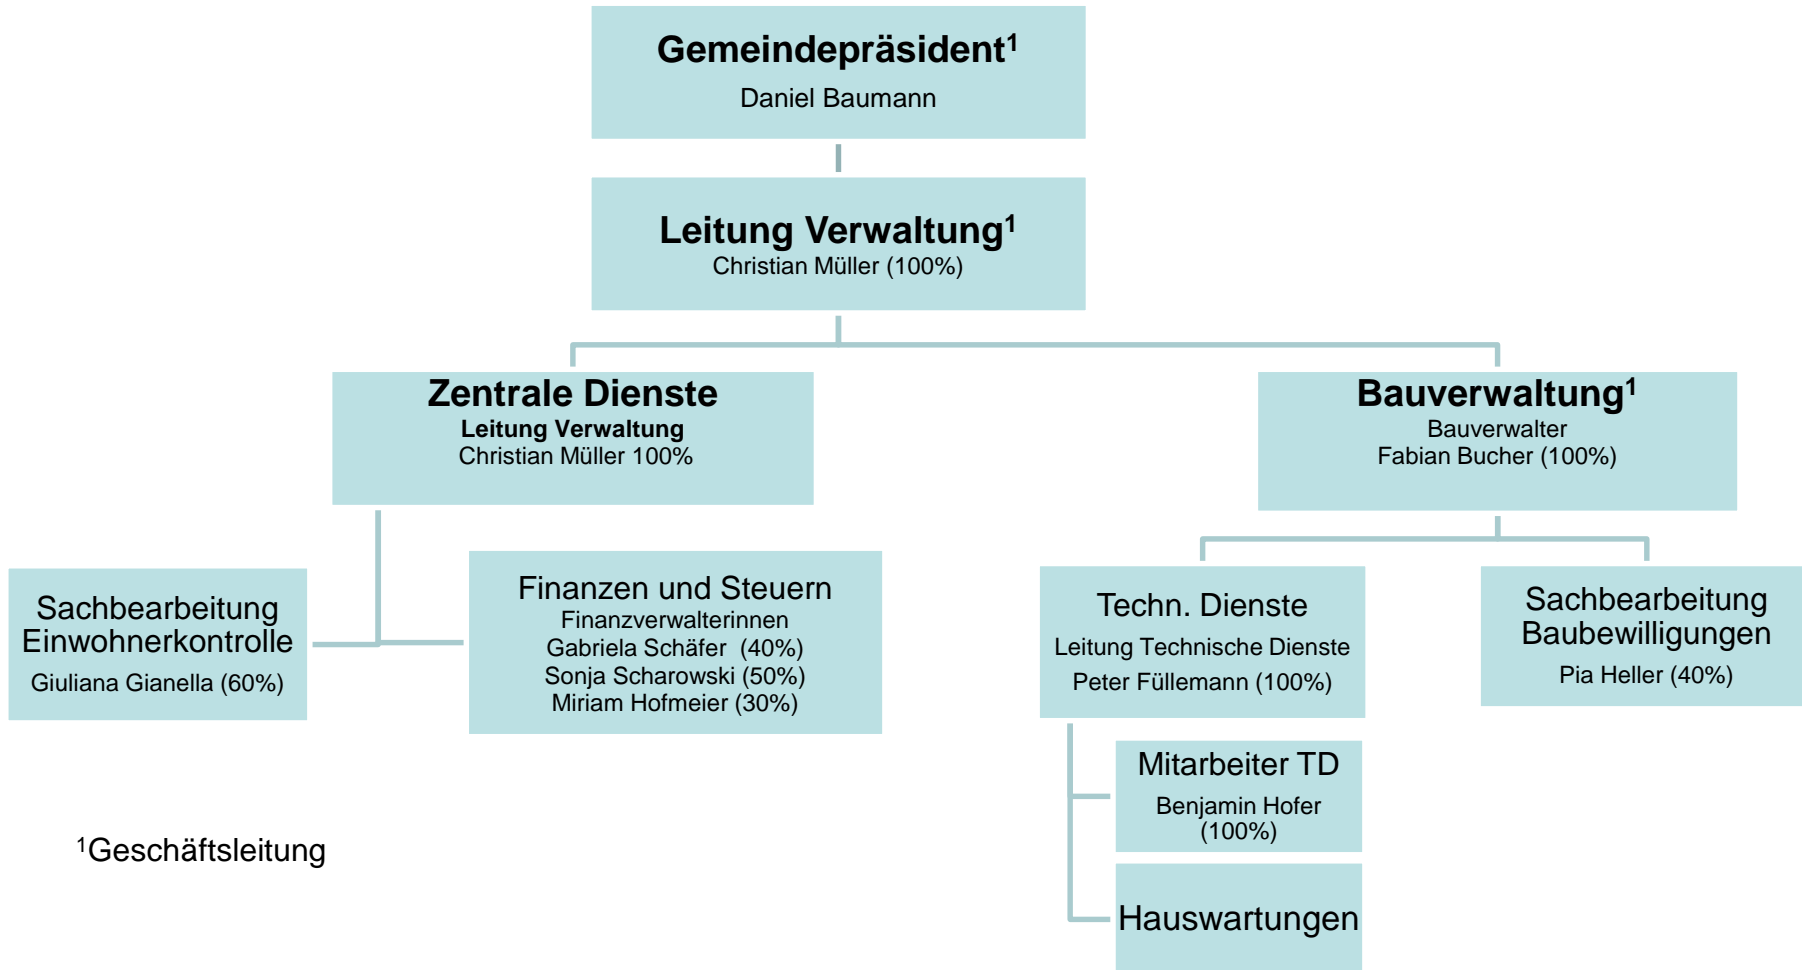 Gemeindepräsident¹
Daniel Baumann
Leitung Verwaltung¹
Christian Müller (100%)
Zentrale Dienste
Leitung Verwaltung
Christian Müller 100%
Bauverwaltung¹
Bauverwalter
Fabian Bucher (100%)
Sachbearbeitung
Einwohnerkontrolle
Giuliana Gianella (60%)
Finanzen und Steuern
Finanzverwalterinnen
Gabriela Schäfer (40%)
Sonja Scharowski (50%)
Miriam Hofmeier (30%)
Techn. Dienste
Leitung Technische Dienste
Peter Füllemann (100%)
Sachbearbeitung
Baubewilligungen
Pia Heller (40%)
Mitarbeiter TD
Benjamin Hofer
(100%)
Hauswartungen
¹Geschäftsleitung